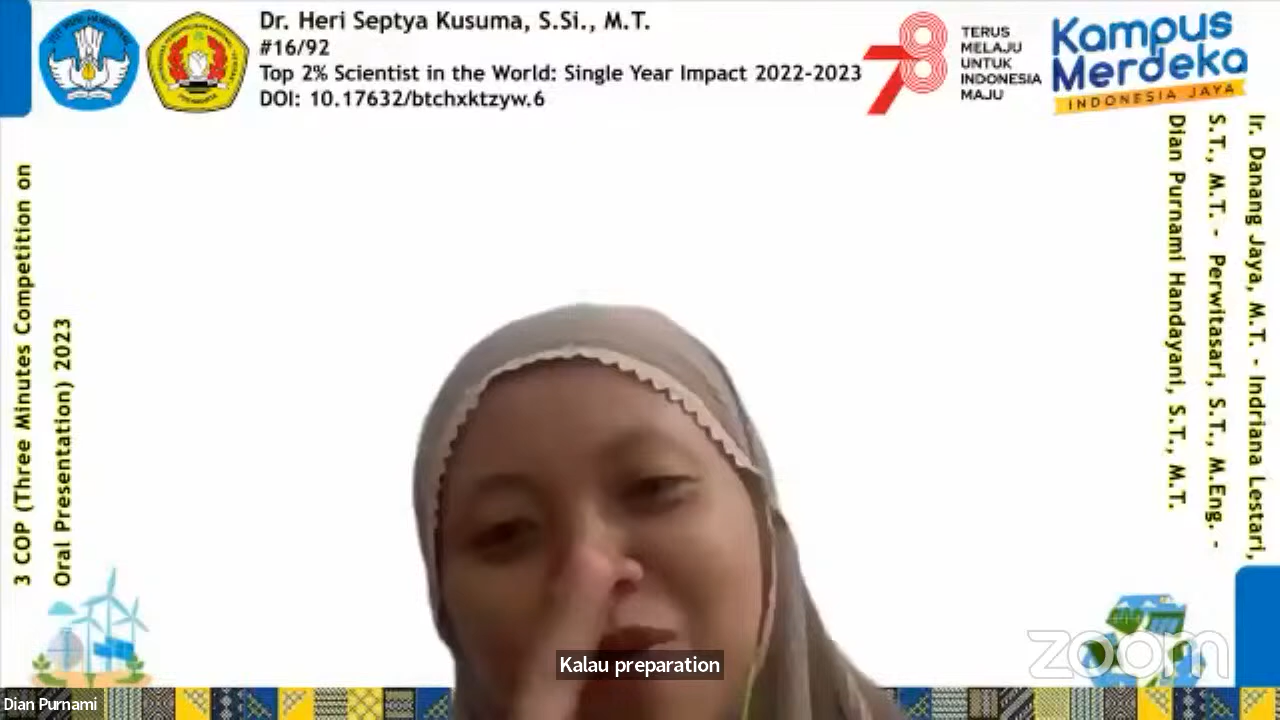 Dr. Heri Septya Kusuma, S.Si., M.T.
#16/92
Top 2% Scientist in the World: Single Year Impact 2022-2023
DOI: 10.17632/btchxktzyw.6
78
TERUS
MELAJU
UNTUK
INDONESIA
MAJU
Kampus
Merdeka
INDONESIA JAYA
3 COP (Three Minutes Competition on
Oral Presentation) 2023
Ir. Danang Jaya, M.T. - Indriana Lestari,
S.T., M.T. - Perwitasari, S.T., M.Eng. -
Dian Purnami Handayani, S.T., M.T.
zoom
Kalau preparation
Dian Purnami